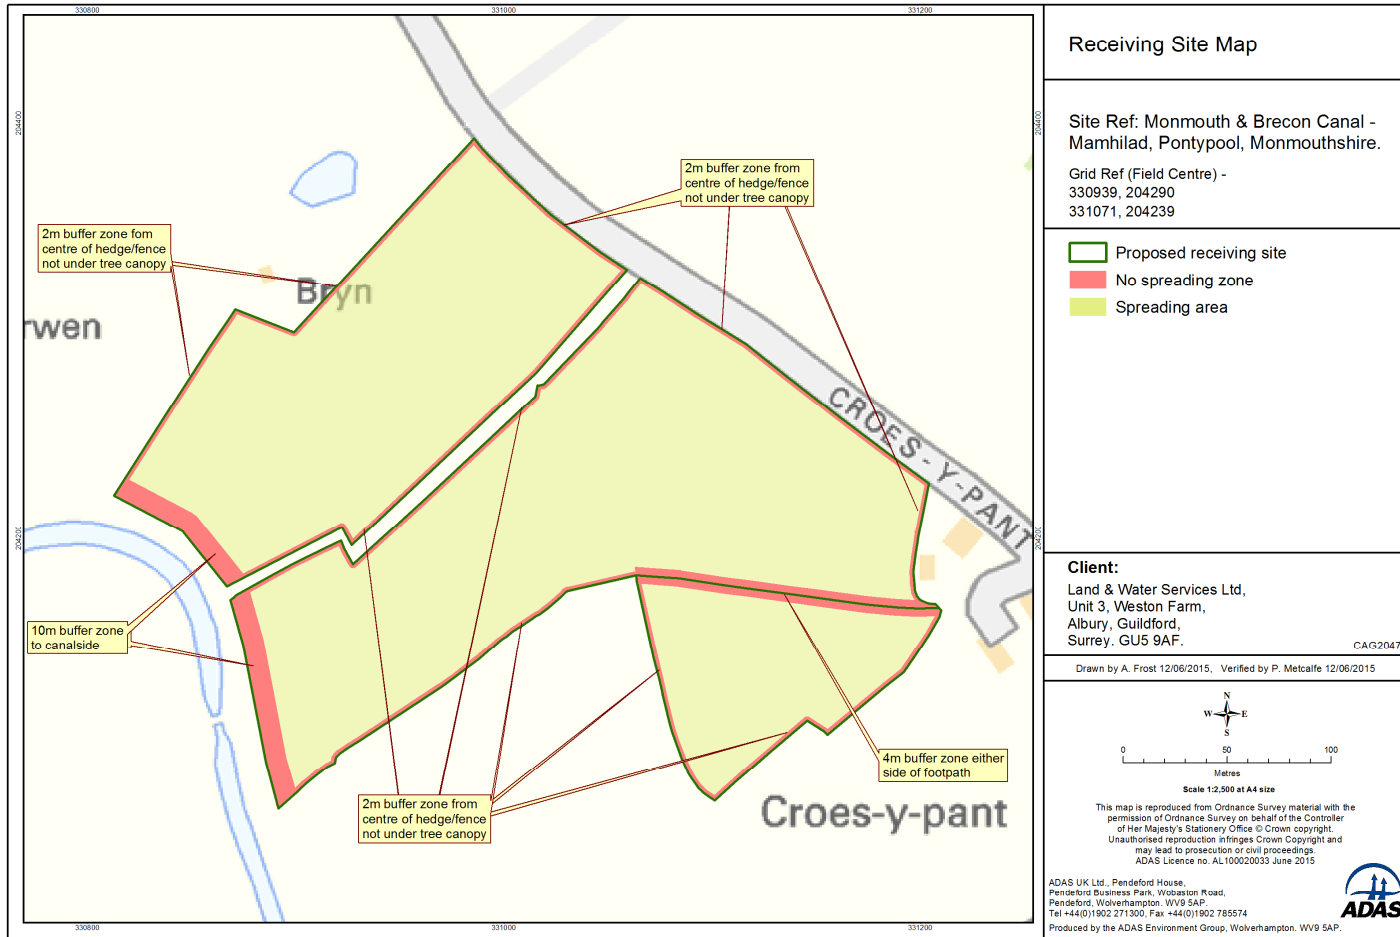 330800
331000
331200
204400
204400
2m buffer zone from
centre of hedge/fence
not under tree canopy
2m buffer zone fom
centre of hedge/fence
not under tree canopy
Bryn
rwen
CROES-Y-PANT
10m buffer zone
to canalside
4m buffer zone either
side of footpath
2m buffer zone from
centre of hedge/fence
not under tree canopy
Croes-y-pant
330800
331000
331200
Receiving Site Map
Site Ref: Monmouth & Brecon Canal -
Mamhilad, Pontypool, Monmouthshire.
Grid Ref (Field Centre) -
330939, 204290
331071, 204239
Proposed receiving site
No spreading zone
Spreading area
Client:
Land & Water Services Ltd,
Unit 3, Weston Farm,
Albury, Guildford,
Surrey. GU5 9AF.
CAG2047
Drawn by A. Frost 12/06/2015, Verified by P. Metcalfe 12/06/2015
N
W E
S
0 50 100
Metres
Scale 1:2,500 at A4 size
This map is reproduced from Ordnance Survey material with the
permission of Ordnance Survey on behalf of the Controller
of Her Majesty's Stationery Office © Crown copyright.
Unauthorised reproduction infringes Crown Copyright and
may lead to prosecution or civil proceedings.
ADAS Licence no. AL100020033 June 2015
ADAS UK Ltd., Pendeford House,
Pendeford Business Park, Wobaston Road,
Pendeford, Wolverhampton. WV9 5AP.
Tel +44(0)1902 271300, Fax +44(0)1902 785574
Produced by the ADAS Environment Group, Wolverhampton. WV9 5AP.
ADAS